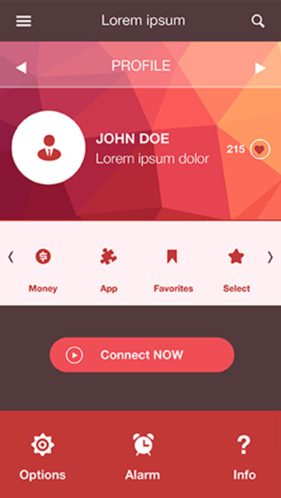 Lorem ipsum
PROFILE
JOHN DOE
Lorem ipsum dolor
215
Money App Favorites Select
Connect NOW
Options Alarm Info